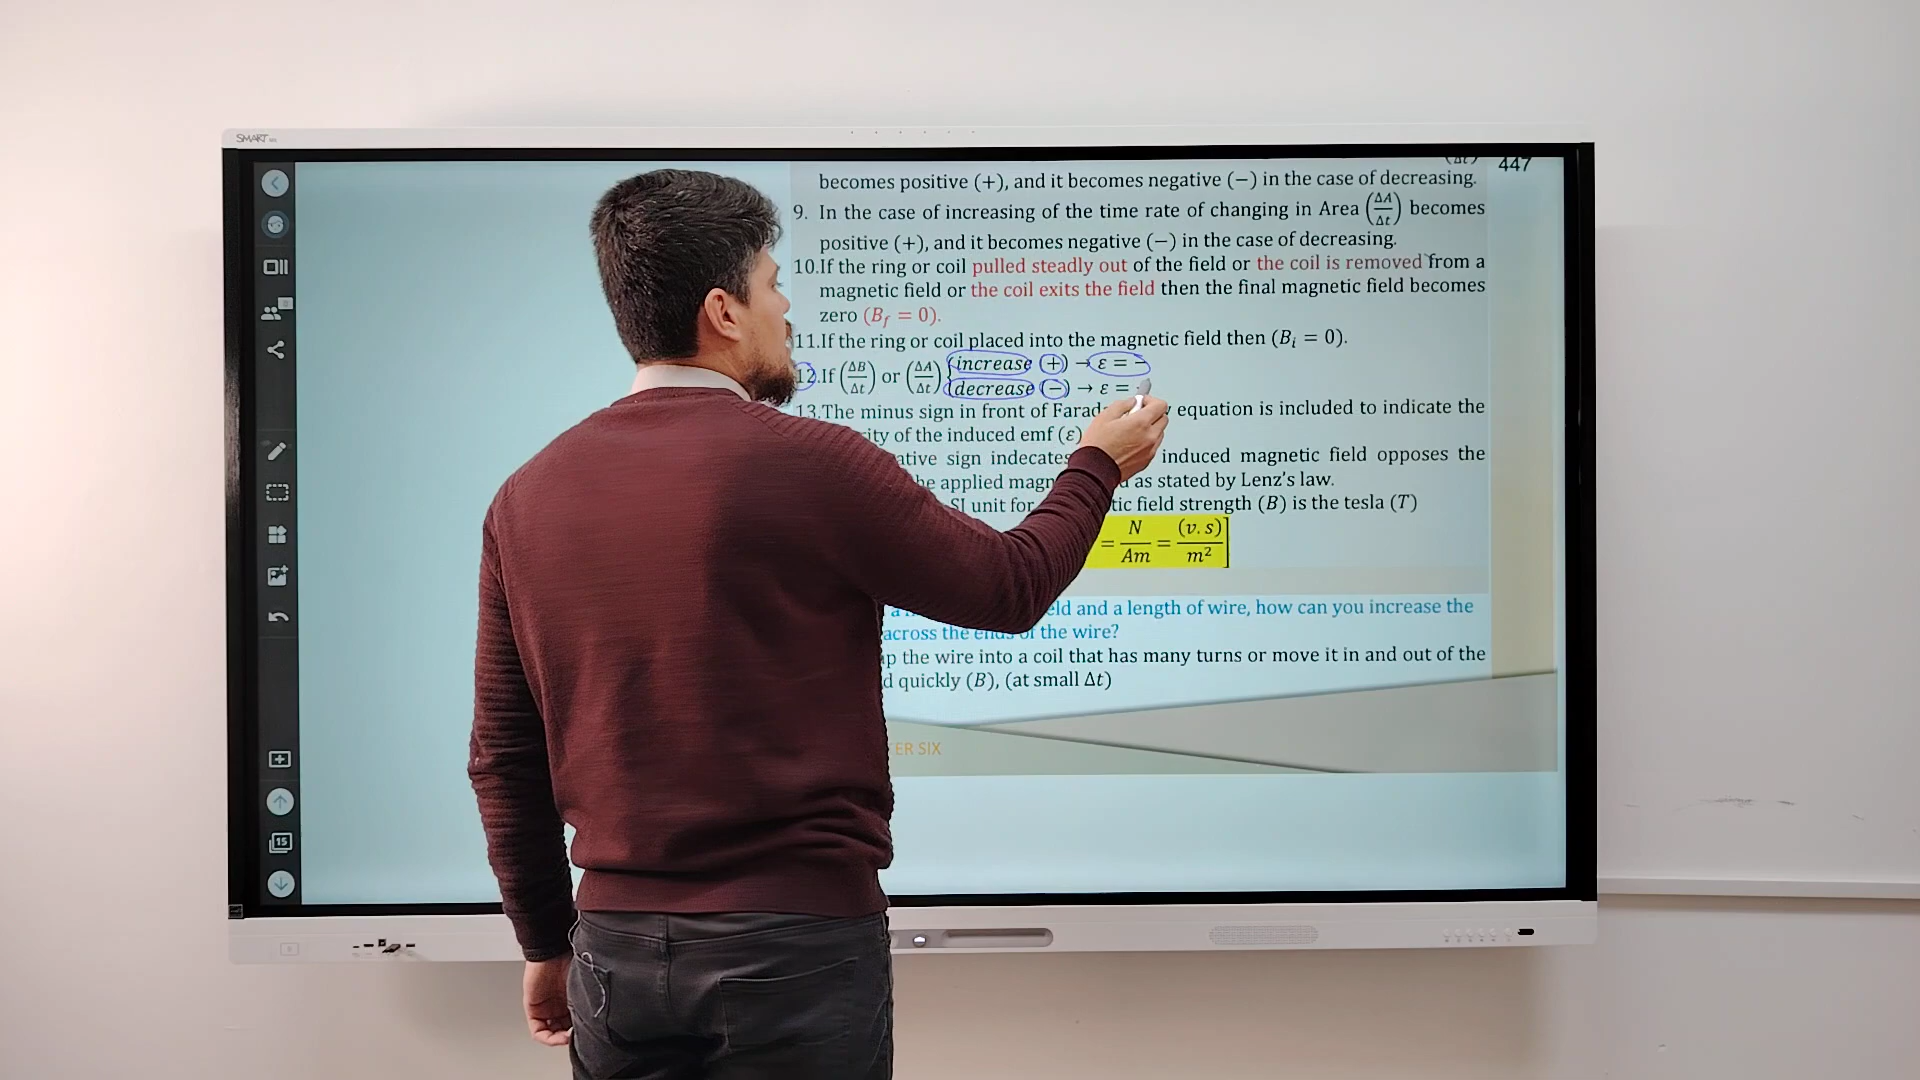 SMART
447
becomes positive (+), and it becomes negative (−) in the case of decreasing.
9. In the case of increasing of the time rate of changing in Area (ΔA/Δt) becomes
positive (+), and it becomes negative (−) in the case of decreasing.
10.If the ring or coil pulled steadily out of the field or the coil is removed from a
magnetic field or the coil exits the field then the final magnetic field becomes
zero (B_f = 0).
11.If the ring or coil placed into the magnetic field then (B_i = 0).
12.If (ΔB/Δt) or (ΔA/Δt) {increase (+) → ε = −
decrease (−) → ε =
13.The minus sign in front of equation is included to indicate the
of the induced emf (ε)
sign indecates induced magnetic field opposes the
applied as stated by Lenz's law.
SI unit for field strength (B) is the tesla (T)
= N/Am = (v.s)/m²]
and a length of wire, how can you increase the
across the ends of the wire?
the wire into a coil that has many turns or move it in and out of the
quickly (B), (at small Δt)
SIX
15